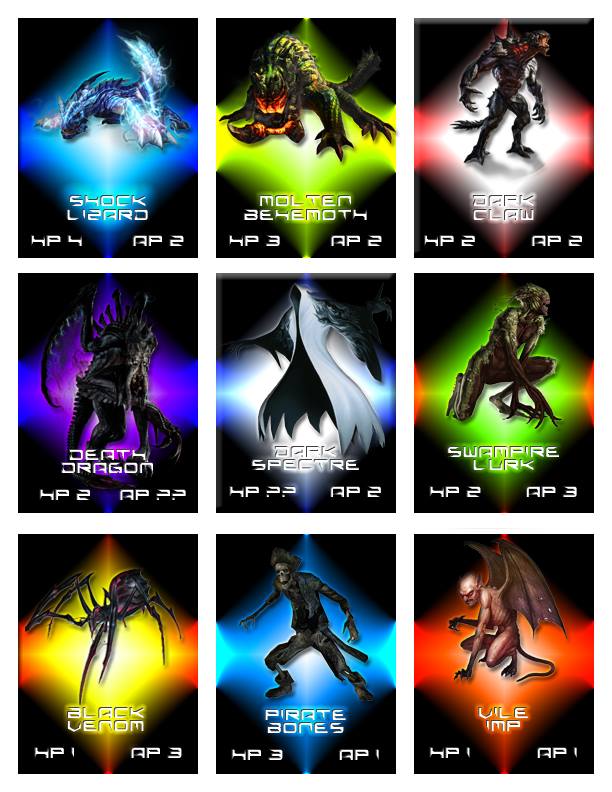 SHOCK
LIZARD
HP 4 AP 2
MOLTEN
BEHEMOTH
HP 3 AP 2
DARK
CLAW
HP 2 AP 2
DEATH
DRAGON
HP 2 AP ??
DARK
SPECTRE
HP ?? AP 2
SWAMPIRE
LURK
HP 2 AP 3
BLACK
VENOM
HP 1 AP 3
PIRATE
BONES
HP 3 AP 1
VILE
IMP
HP 1 AP 1